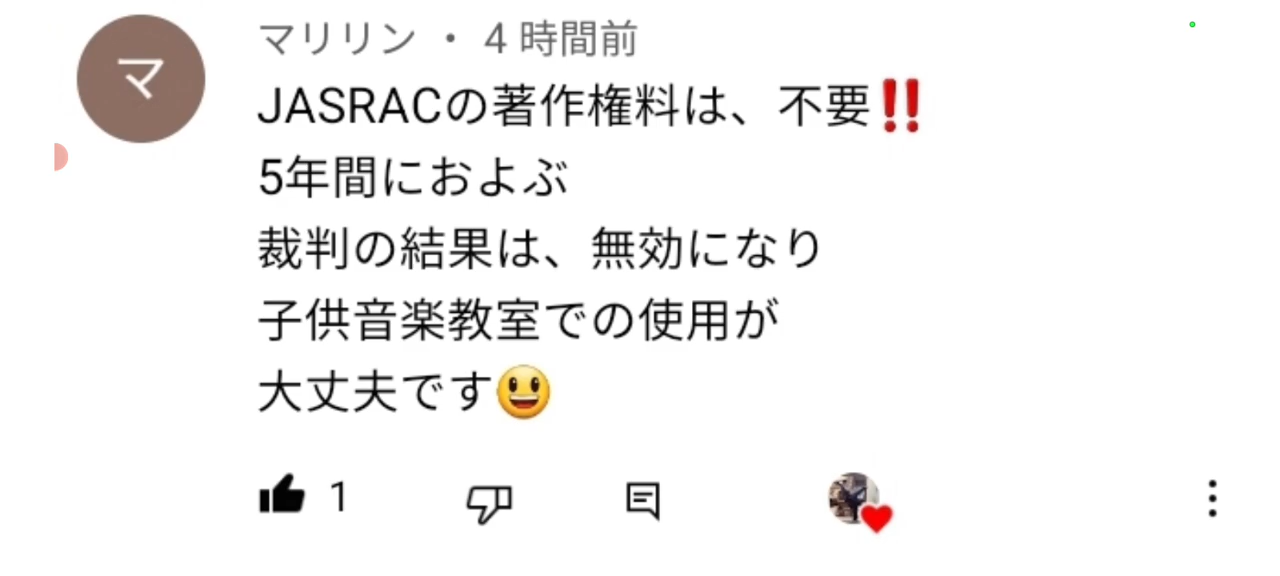 マ
マリリン ・ 4 時間前
JASRACの著作権料は、不要‼️
5年間におよぶ
裁判の結果は、無効になり
子供音楽教室での使用が
大丈夫です😃
1